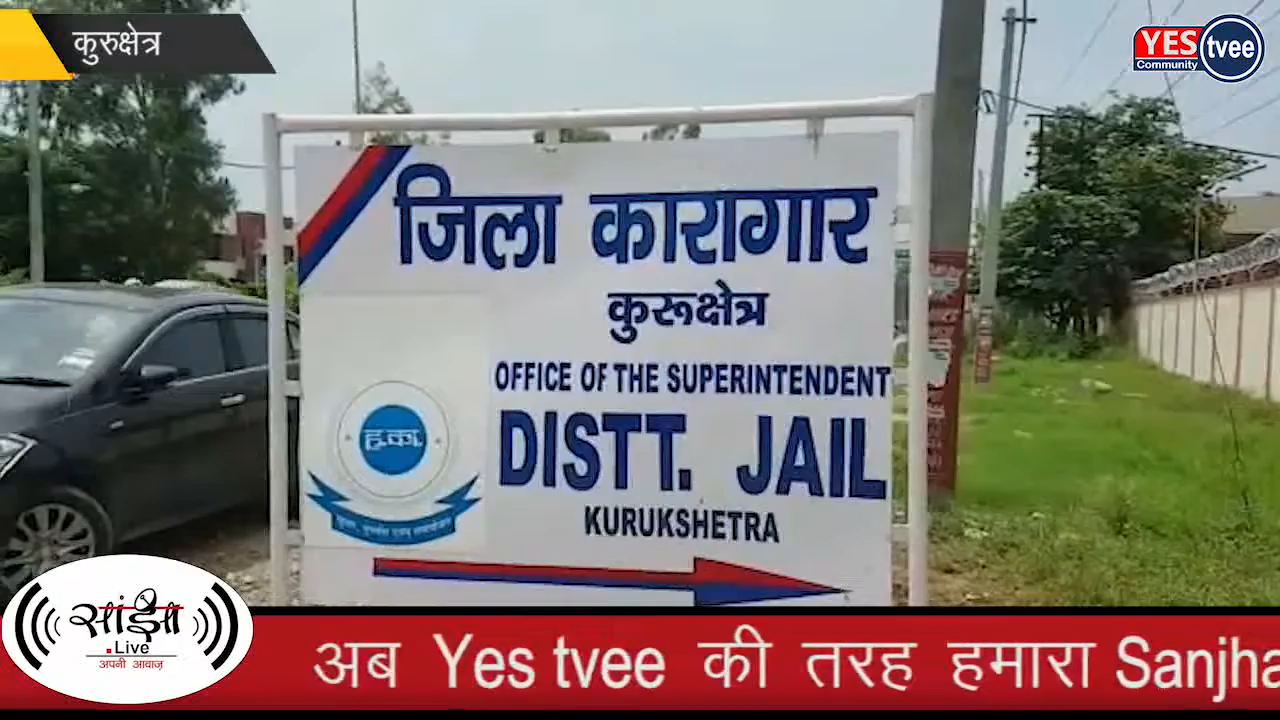 कुरुक्षेत्र
YES tvee
Community
जिला कारागार
कुरूक्षेत्र
OFFICE OF THE SUPERINTENDENT
DISTT. JAIL
KURUKSHETRA
ह.का.
सांझा
.Live
अपनी आवाज़
अब Yes tvee की तरह हमारा Sanjha